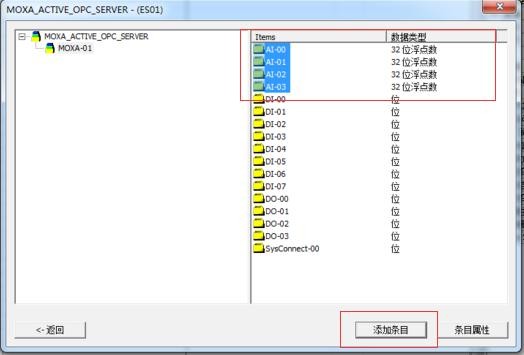 MOXA_ACTIVE_OPC_SERVER - (ES01)
MOXA_ACTIVE_OPC_SERVER
MOXA-01
Items 数据类型
AI-00 32 位浮点数
AI-01 32 位浮点数
AI-02 32 位浮点数
AI-03 32 位浮点数
DI-00 位
DI-01 位
DI-02 位
DI-03 位
DI-04 位
DI-05 位
DI-06 位
DI-07 位
DO-00 位
DO-01 位
DO-02 位
DO-03 位
SysConnect-00 位
<- 返回 添加条目 条目属性